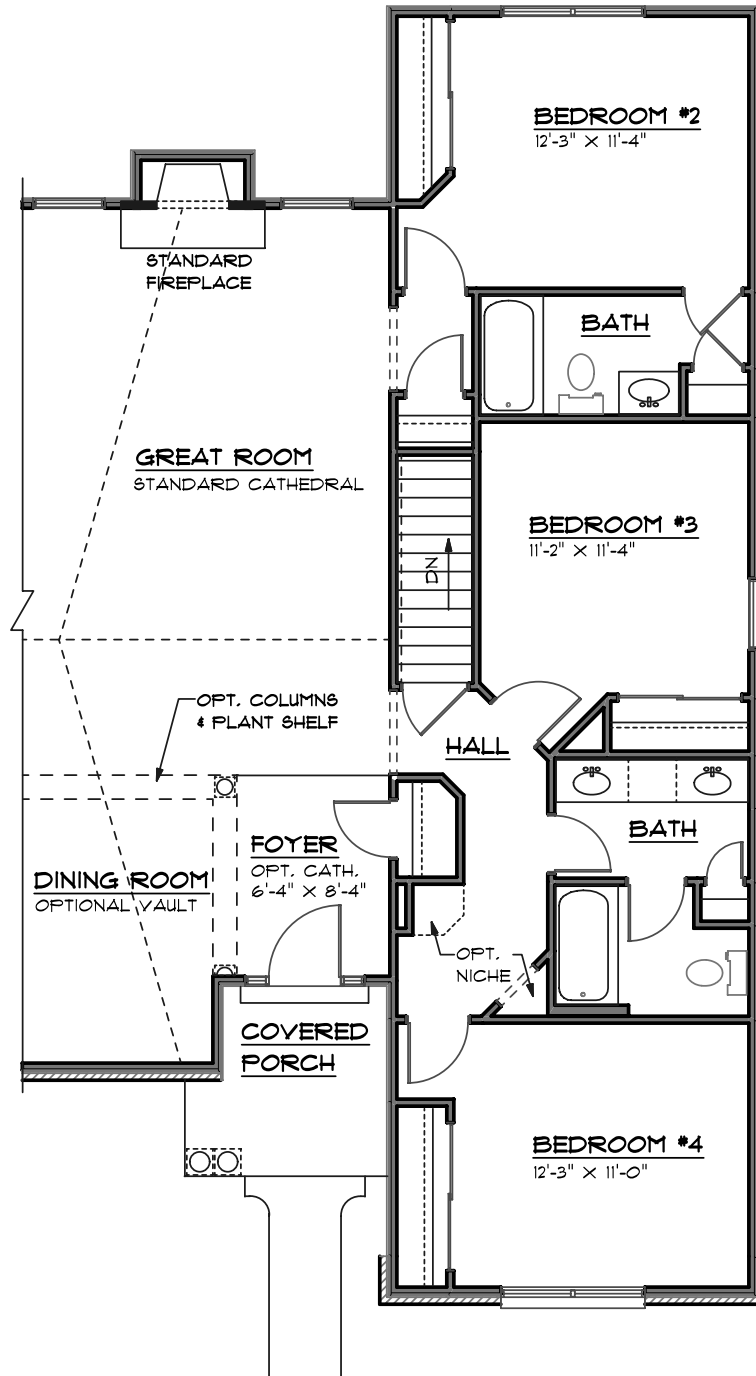 BEDROOM #2
12'-3" X 11'-4"
STANDARD
FIREPLACE
BATH
GREAT ROOM
STANDARD CATHEDRAL
BEDROOM #3
11'-2" X 11'-4"
DN
OPT. COLUMNS
& PLANT SHELF
HALL
FOYER
OPT. CATH.
6'-4" X 8'-4"
BATH
DINING ROOM
OPTIONAL VAULT
OPT.
NICHE
COVERED
PORCH
BEDROOM #4
12'-3" X 11'-0"